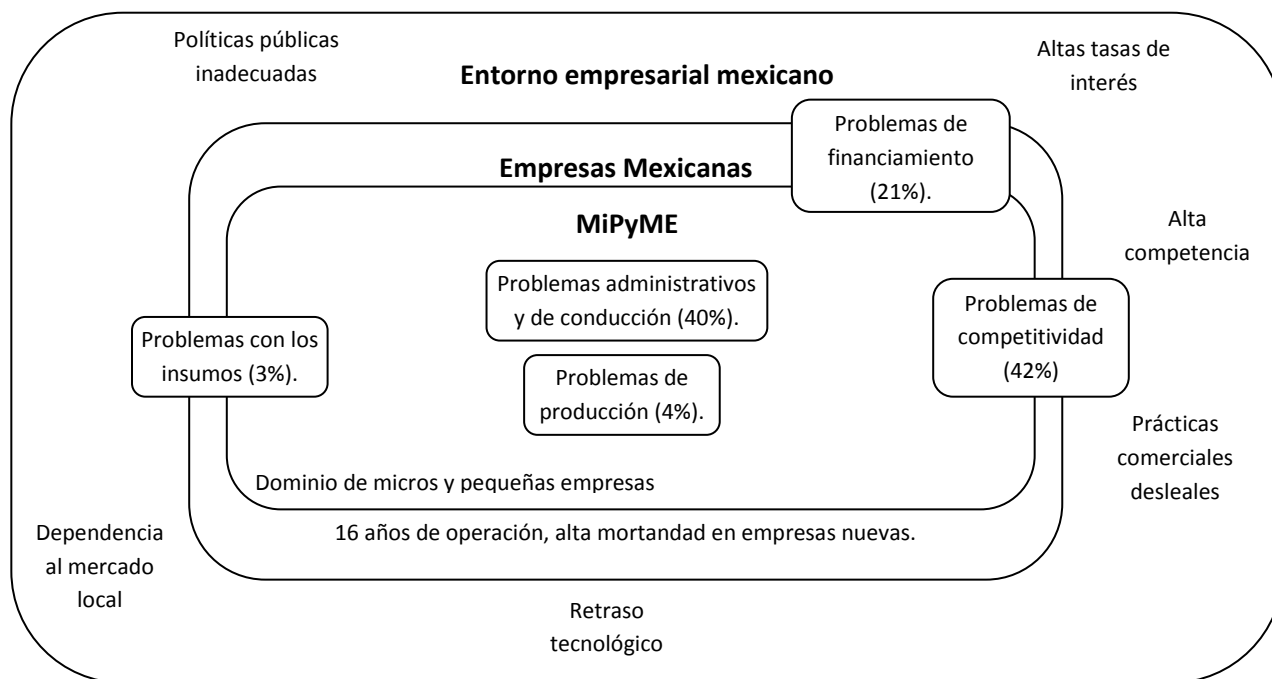 Políticas públicas
inadecuadas
Entorno empresarial mexicano
Altas tasas de
interés
Problemas de
financiamiento
(21%).
Empresas Mexicanas
MiPyME
Alta
competencia
Problemas administrativos
y de conducción (40%).
Problemas de
competitividad
(42%)
Problemas con los
insumos (3%).
Problemas de
producción (4%).
Prácticas
comerciales
desleales
Dominio de micros y pequeñas empresas
16 años de operación, alta mortandad en empresas nuevas.
Dependencia
al mercado
local
Retraso
tecnológico